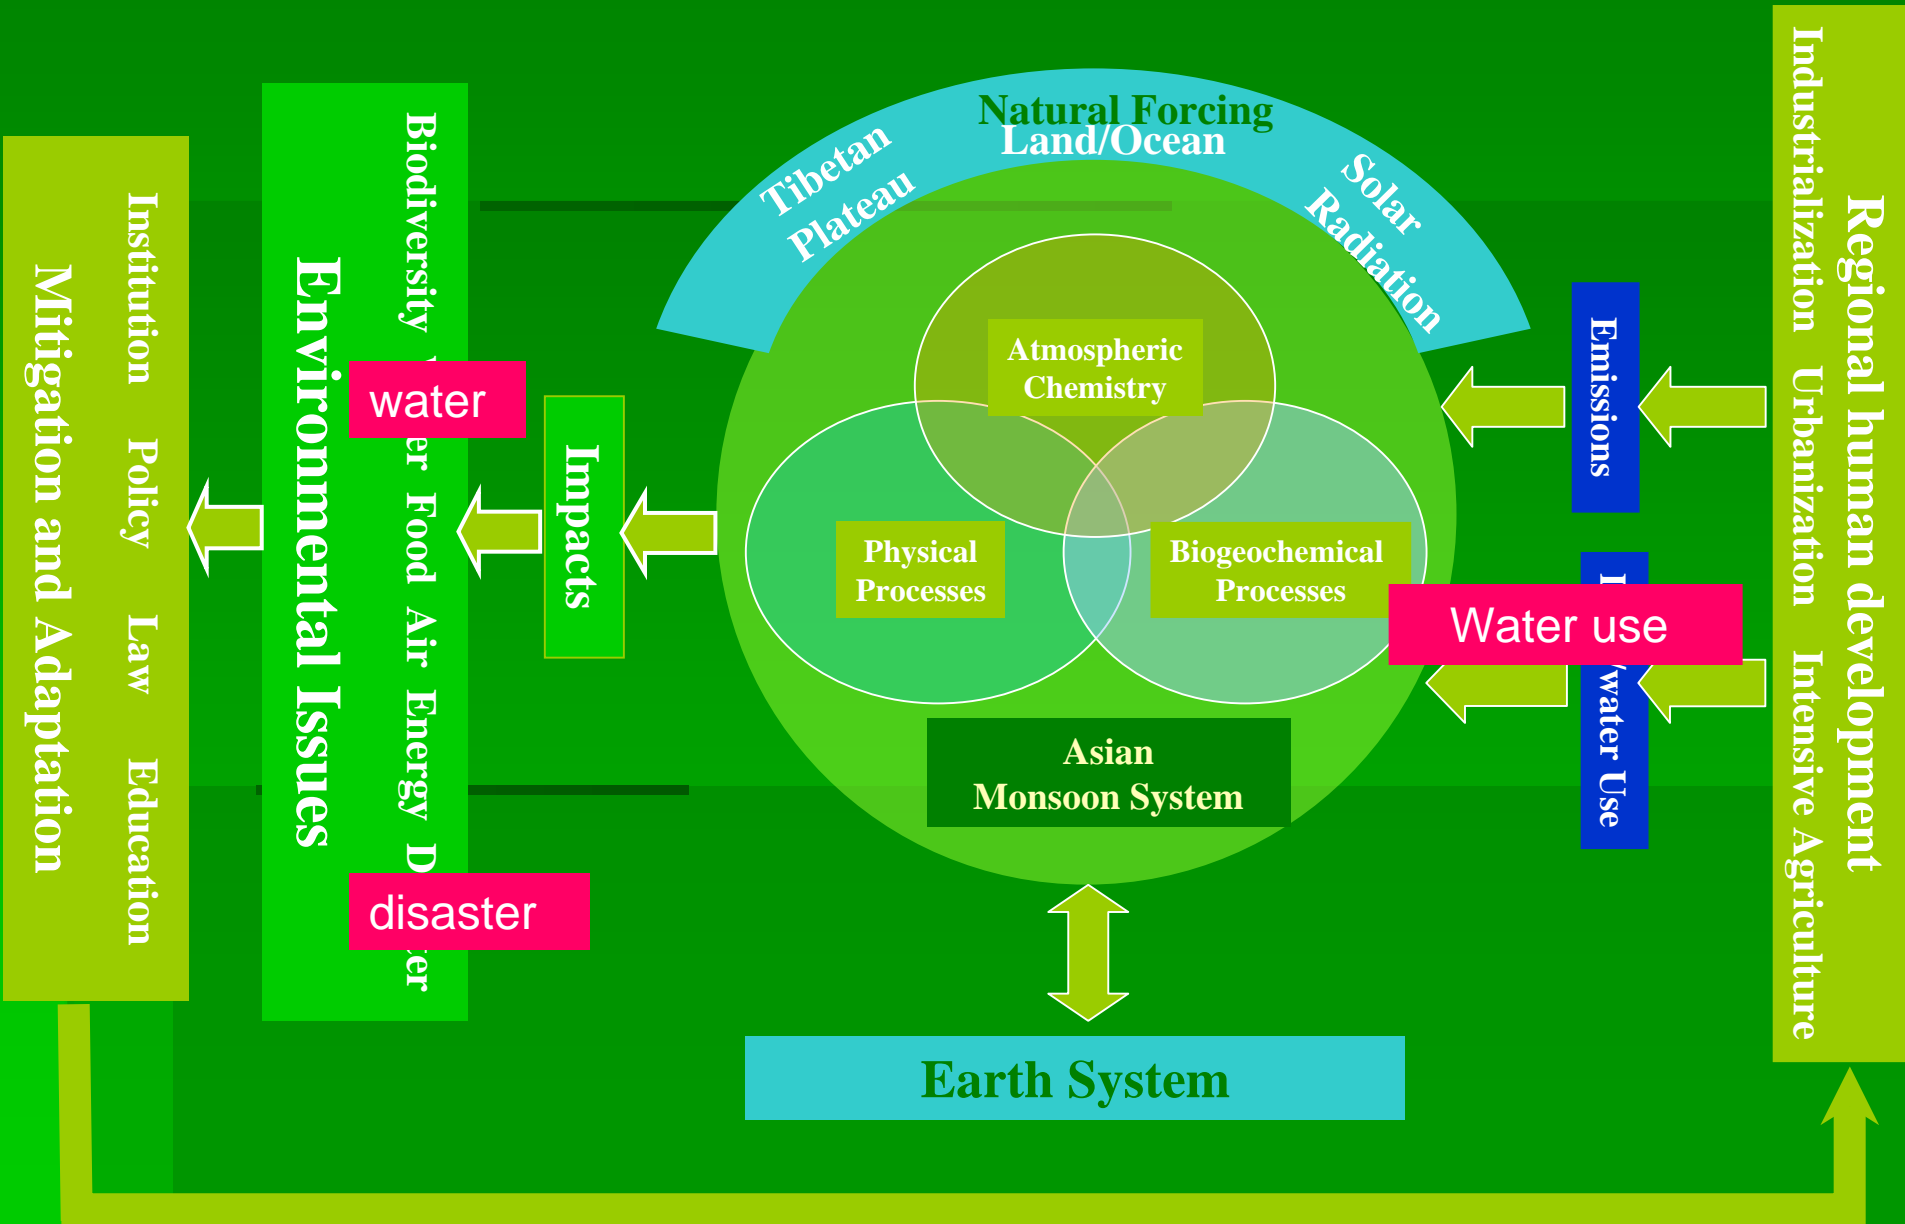 Natural Forcing
Land/Ocean
Tibetan
Plateau
Solar
Radiation
Atmospheric
Chemistry
Physical
Processes
Biogeochemical
Processes
Asian
Monsoon System
Earth System
Regional human development
Industrialization Urbanization Intensive Agriculture
Emissions
Water use
water Use
Impacts
Biodiversity Food Air Energy
Environmental Issues
water
disaster
Institution Policy Law Education
Mitigation and Adaptation